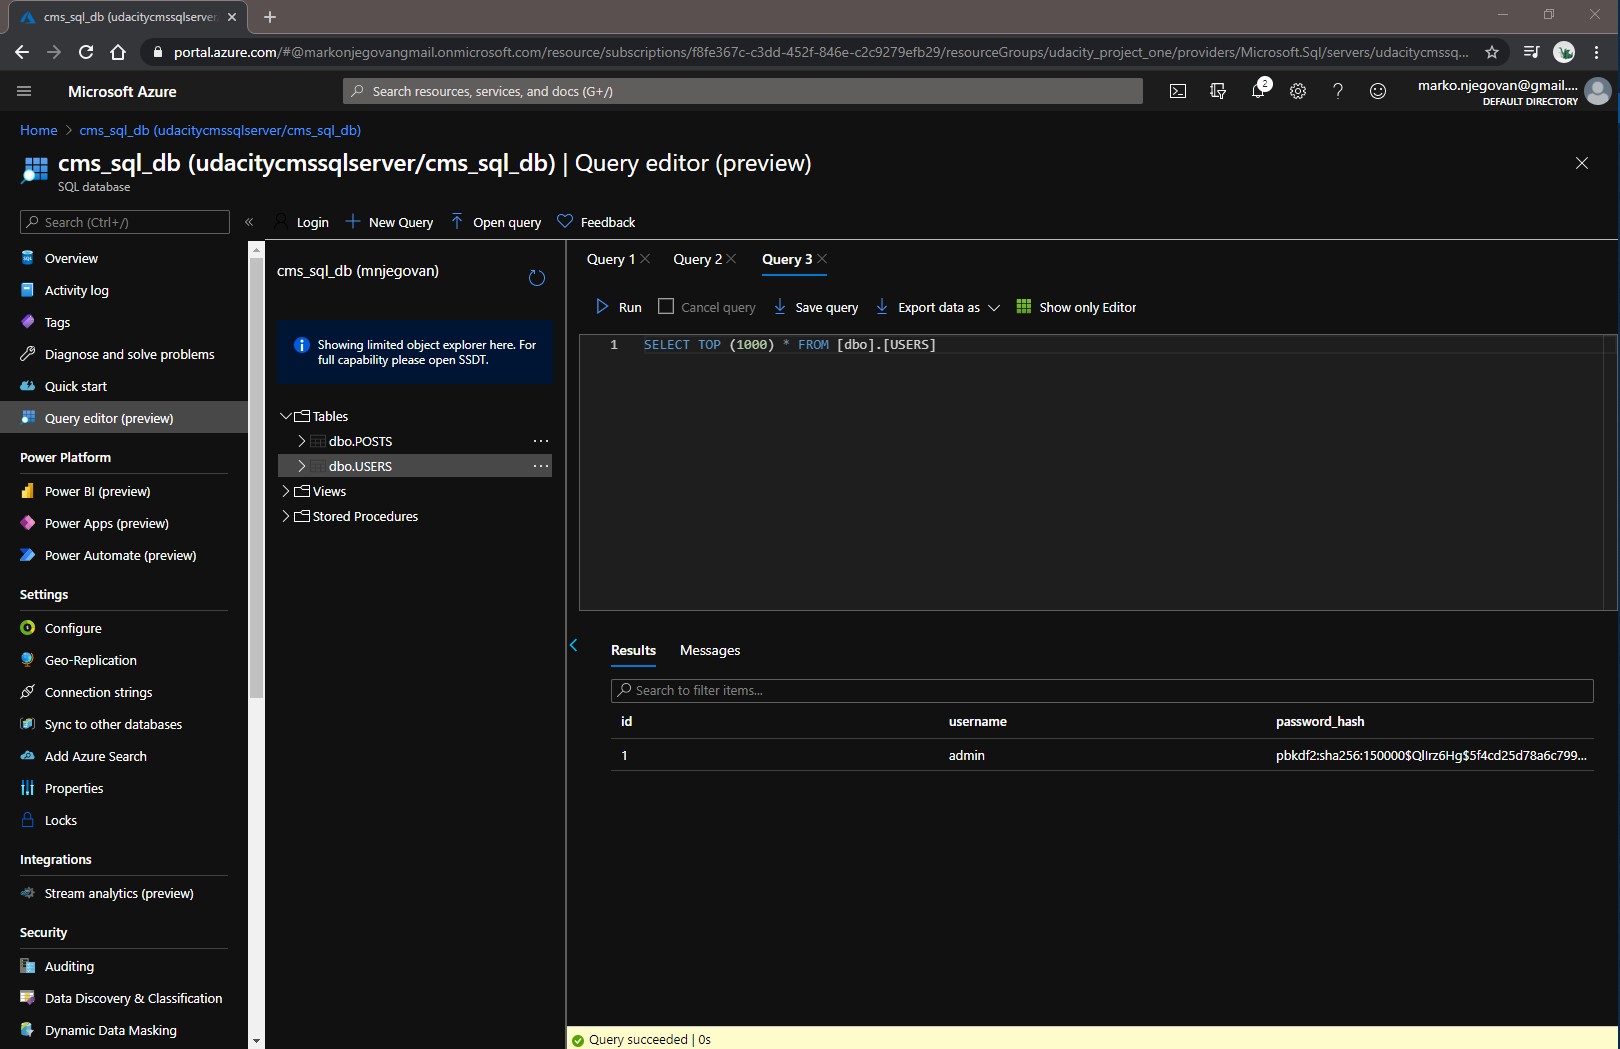 cms_sql_db (udacitycmssqlserver
portal.azure.com/#@markonjegovangmail.onmicrosoft.com/resource/subscriptions/f8fe367c-c3dd-452f-846e-c2c9279efb29/resourceGroups/udacity_project_one/providers/Microsoft.Sql/servers/udacitycmssq...
Microsoft Azure
Search resources, services, and docs (G+/)
2
marko.njegovan@gmail....
DEFAULT DIRECTORY
Home > cms_sql_db (udacitycmssqlserver/cms_sql_db)
cms_sql_db (udacitycmssqlserver/cms_sql_db) | Query editor (preview)
SQL database
Search (Ctrl+/)
«
Login
New Query
Open query
Feedback
Overview
Activity log
Tags
Diagnose and solve problems
Quick start
Query editor (preview)
Power Platform
Power BI (preview)
Power Apps (preview)
Power Automate (preview)
Settings
Configure
Geo-Replication
Connection strings
Sync to other databases
Add Azure Search
Properties
Locks
Integrations
Stream analytics (preview)
Security
Auditing
Data Discovery & Classification
Dynamic Data Masking
cms_sql_db (mnjegovan)
Showing limited object explorer here. For
full capability please open SSDT.
Tables
dbo.POSTS ...
dbo.USERS ...
Views
Stored Procedures
Query 1
Query 2
Query 3
Run
Cancel query
Save query
Export data as
Show only Editor
1 SELECT TOP (1000) * FROM [dbo].[USERS]
Results
Messages
Search to filter items...
id username password_hash
1 admin pbkdf2:sha256:150000$QlIrz6Hg$5f4cd25d78a6c799...
Query succeeded | 0s